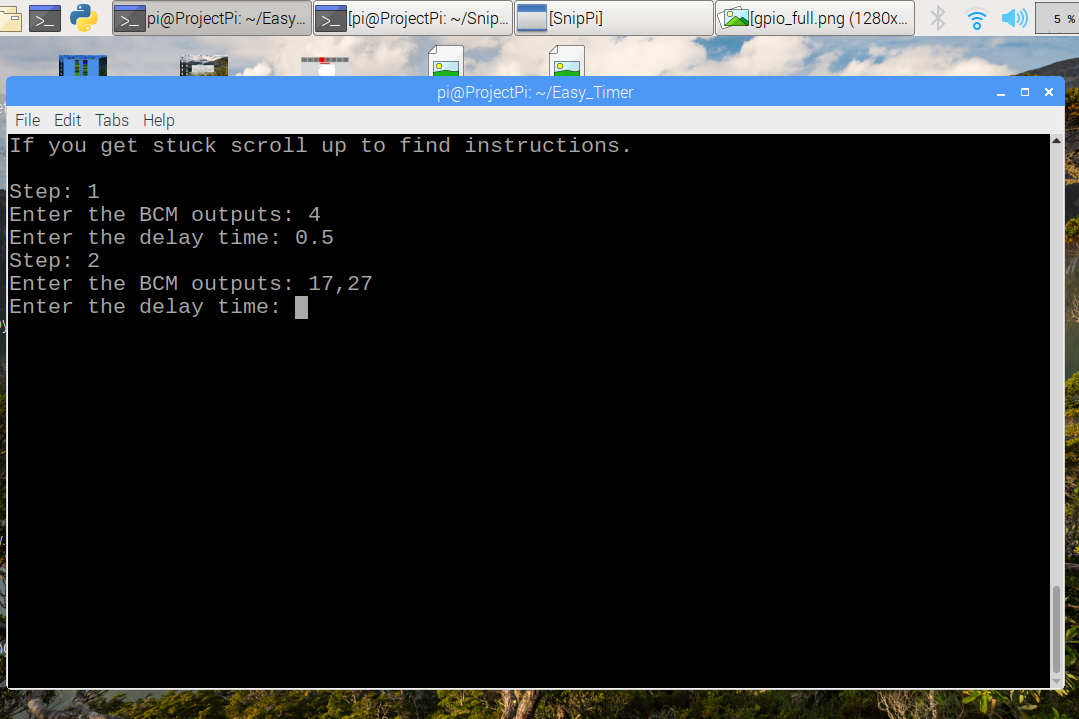 pi@ProjectPi: ~/Easy_... [pi@ProjectPi: ~/Snip... [SnipPi] [gpio_full.png (1280x... 5 %
pi@ProjectPi: ~/Easy_Timer
File Edit Tabs Help
If you get stuck scroll up to find instructions.
Step: 1
Enter the BCM outputs: 4
Enter the delay time: 0.5
Step: 2
Enter the BCM outputs: 17,27
Enter the delay time: